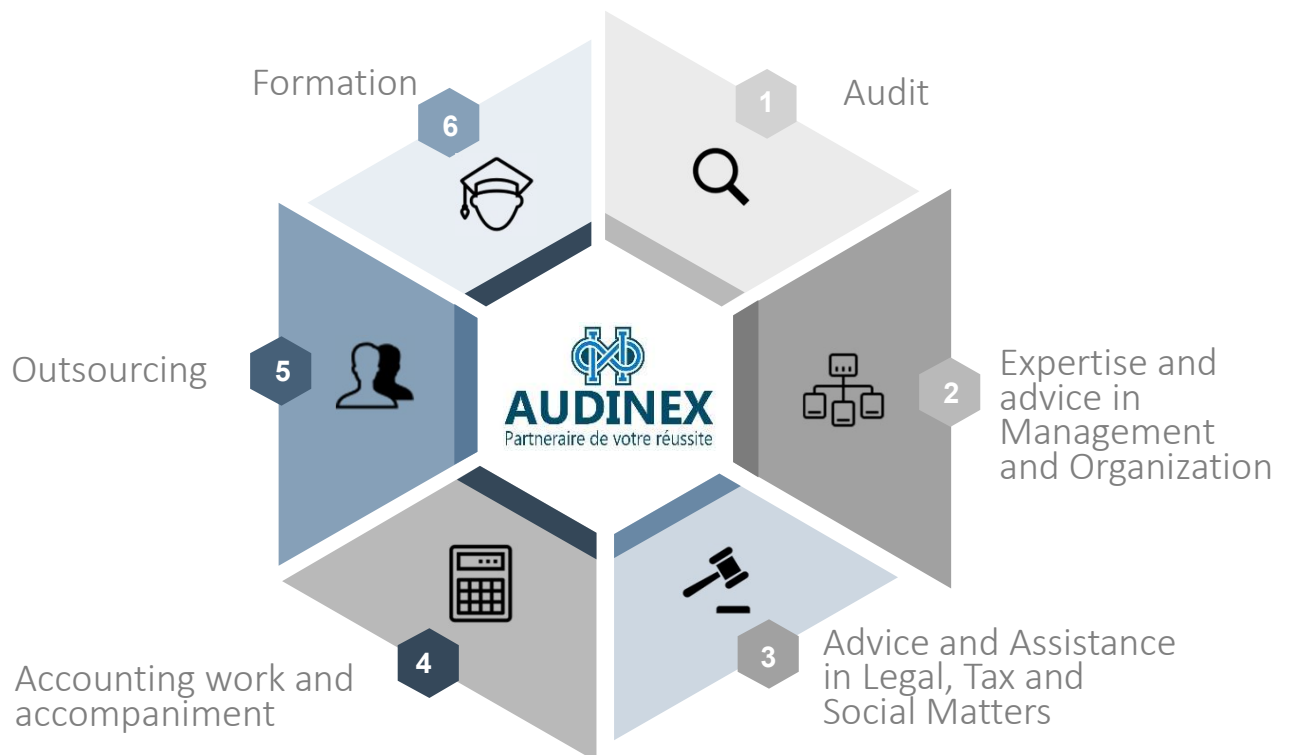 Formation
6
1
Audit
Outsourcing
5
AUDINEX
Partneraire de votre réussite
2
Expertise and
advice in
Management
and Organization
4
Accounting work and
accompaniment
3
Advice and Assistance
in Legal, Tax and
Social Matters